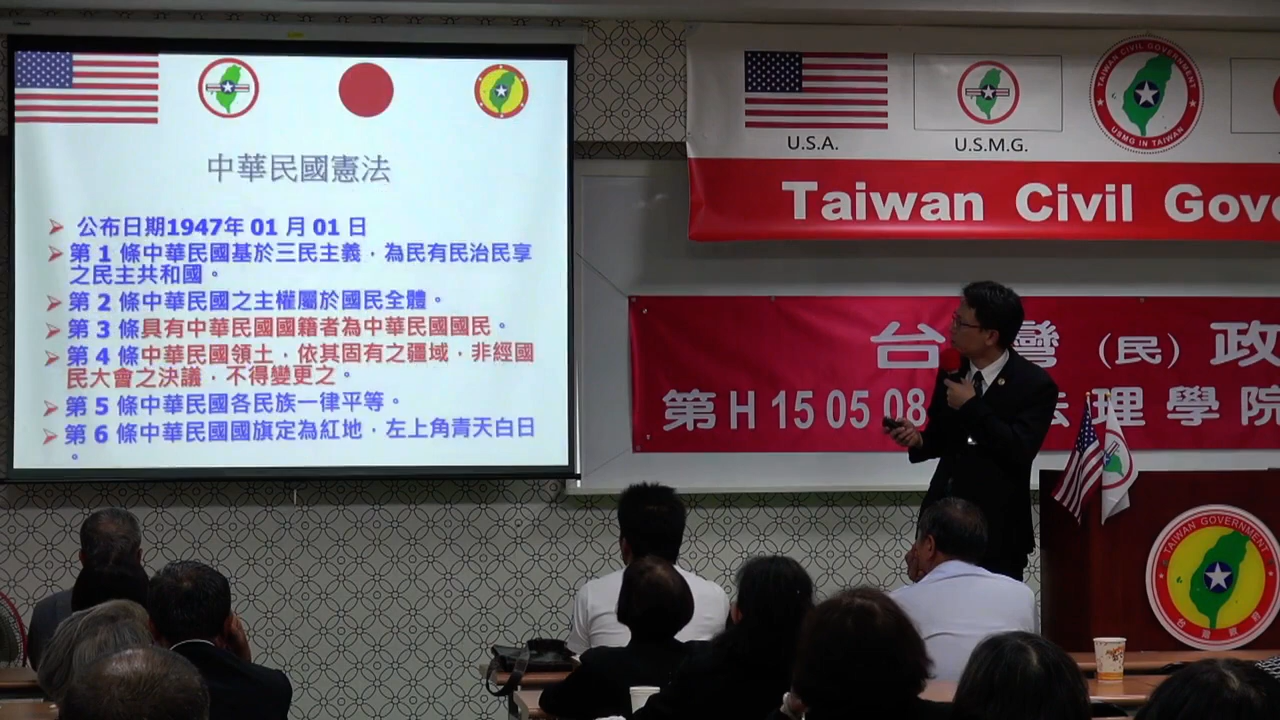 中華民國憲法
公布日期1947年 01 月 01 日
第 1 條中華民國基於三民主義，為民有民治民享
之民主共和國。
第 2 條中華民國之主權屬於國民全體。
第 3 條具有中華民國國籍者為中華民國國民。
第 4 條中華民國領土，依其固有之疆域，非經國
民大會之決議，不得變更之。
第 5 條中華民國各民族一律平等。
第 6 條中華民國國旗定為紅地，左上角青天白日
。
TAIWAN CIVIL GOVERNMENT
USMG IN TAIWAN
U.S.A.
U.S.M.G.
Taiwan Civil Gove
台灣（民）政
第 H 15 05 08
法理學院
TAIWAN GOVERNMENT
台灣政府